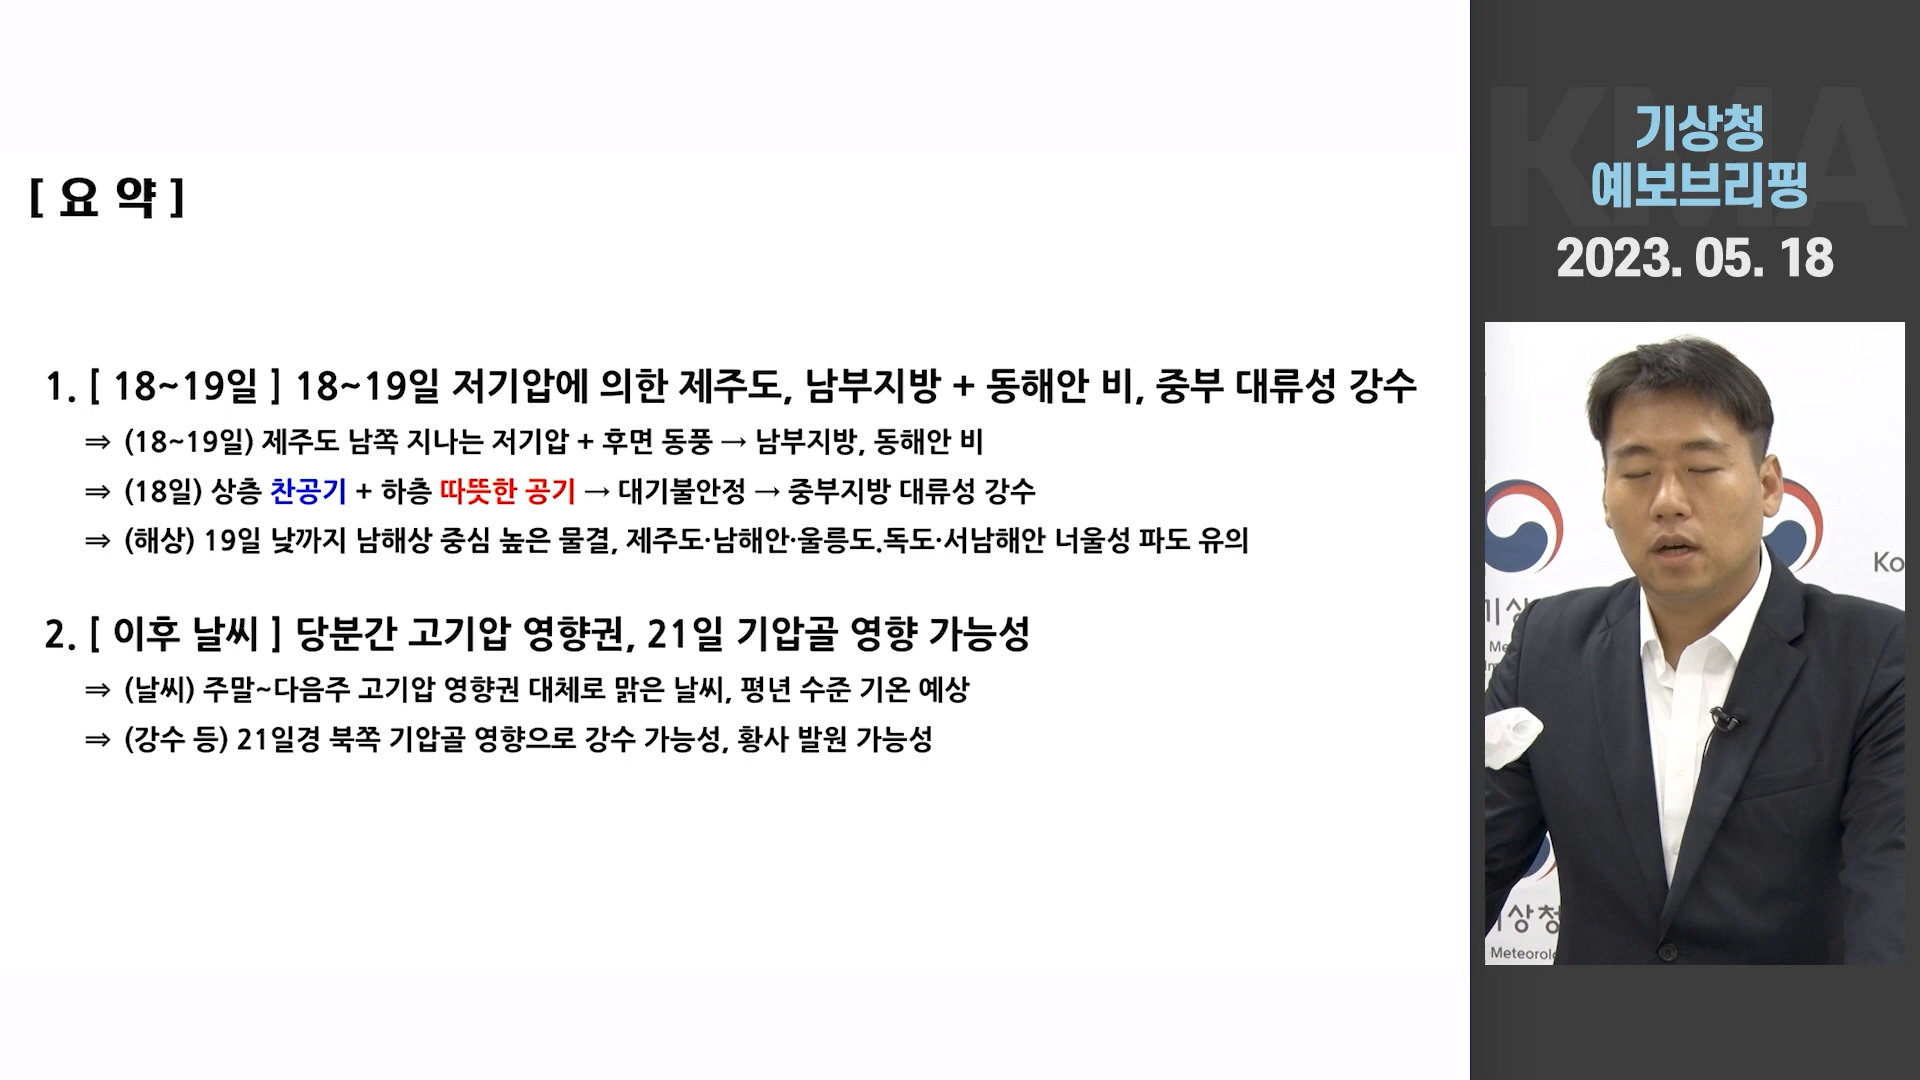 [ 요 약 ]
1. [ 18~19일 ] 18~19일 저기압에 의한 제주도, 남부지방 + 동해안 비, 중부 대류성 강수
⇒ (18~19일) 제주도 남쪽 지나는 저기압 + 후면 동풍 → 남부지방, 동해안 비
⇒ (18일) 상층 찬공기 + 하층 따뜻한 공기 → 대기불안정 → 중부지방 대류성 강수
⇒ (해상) 19일 낮까지 남해상 중심 높은 물결, 제주도·남해안·울릉도.독도·서남해안 너울성 파도 유의
2. [ 이후 날씨 ] 당분간 고기압 영향권, 21일 기압골 영향 가능성
⇒ (날씨) 주말~다음주 고기압 영향권 대체로 맑은 날씨, 평년 수준 기온 예상
⇒ (강수 등) 21일경 북쪽 기압골 영향으로 강수 가능성, 황사 발원 가능성
KMA
기상청
예보브리핑
2023. 05. 18
Ko
기상
Me
상청
Meteorol